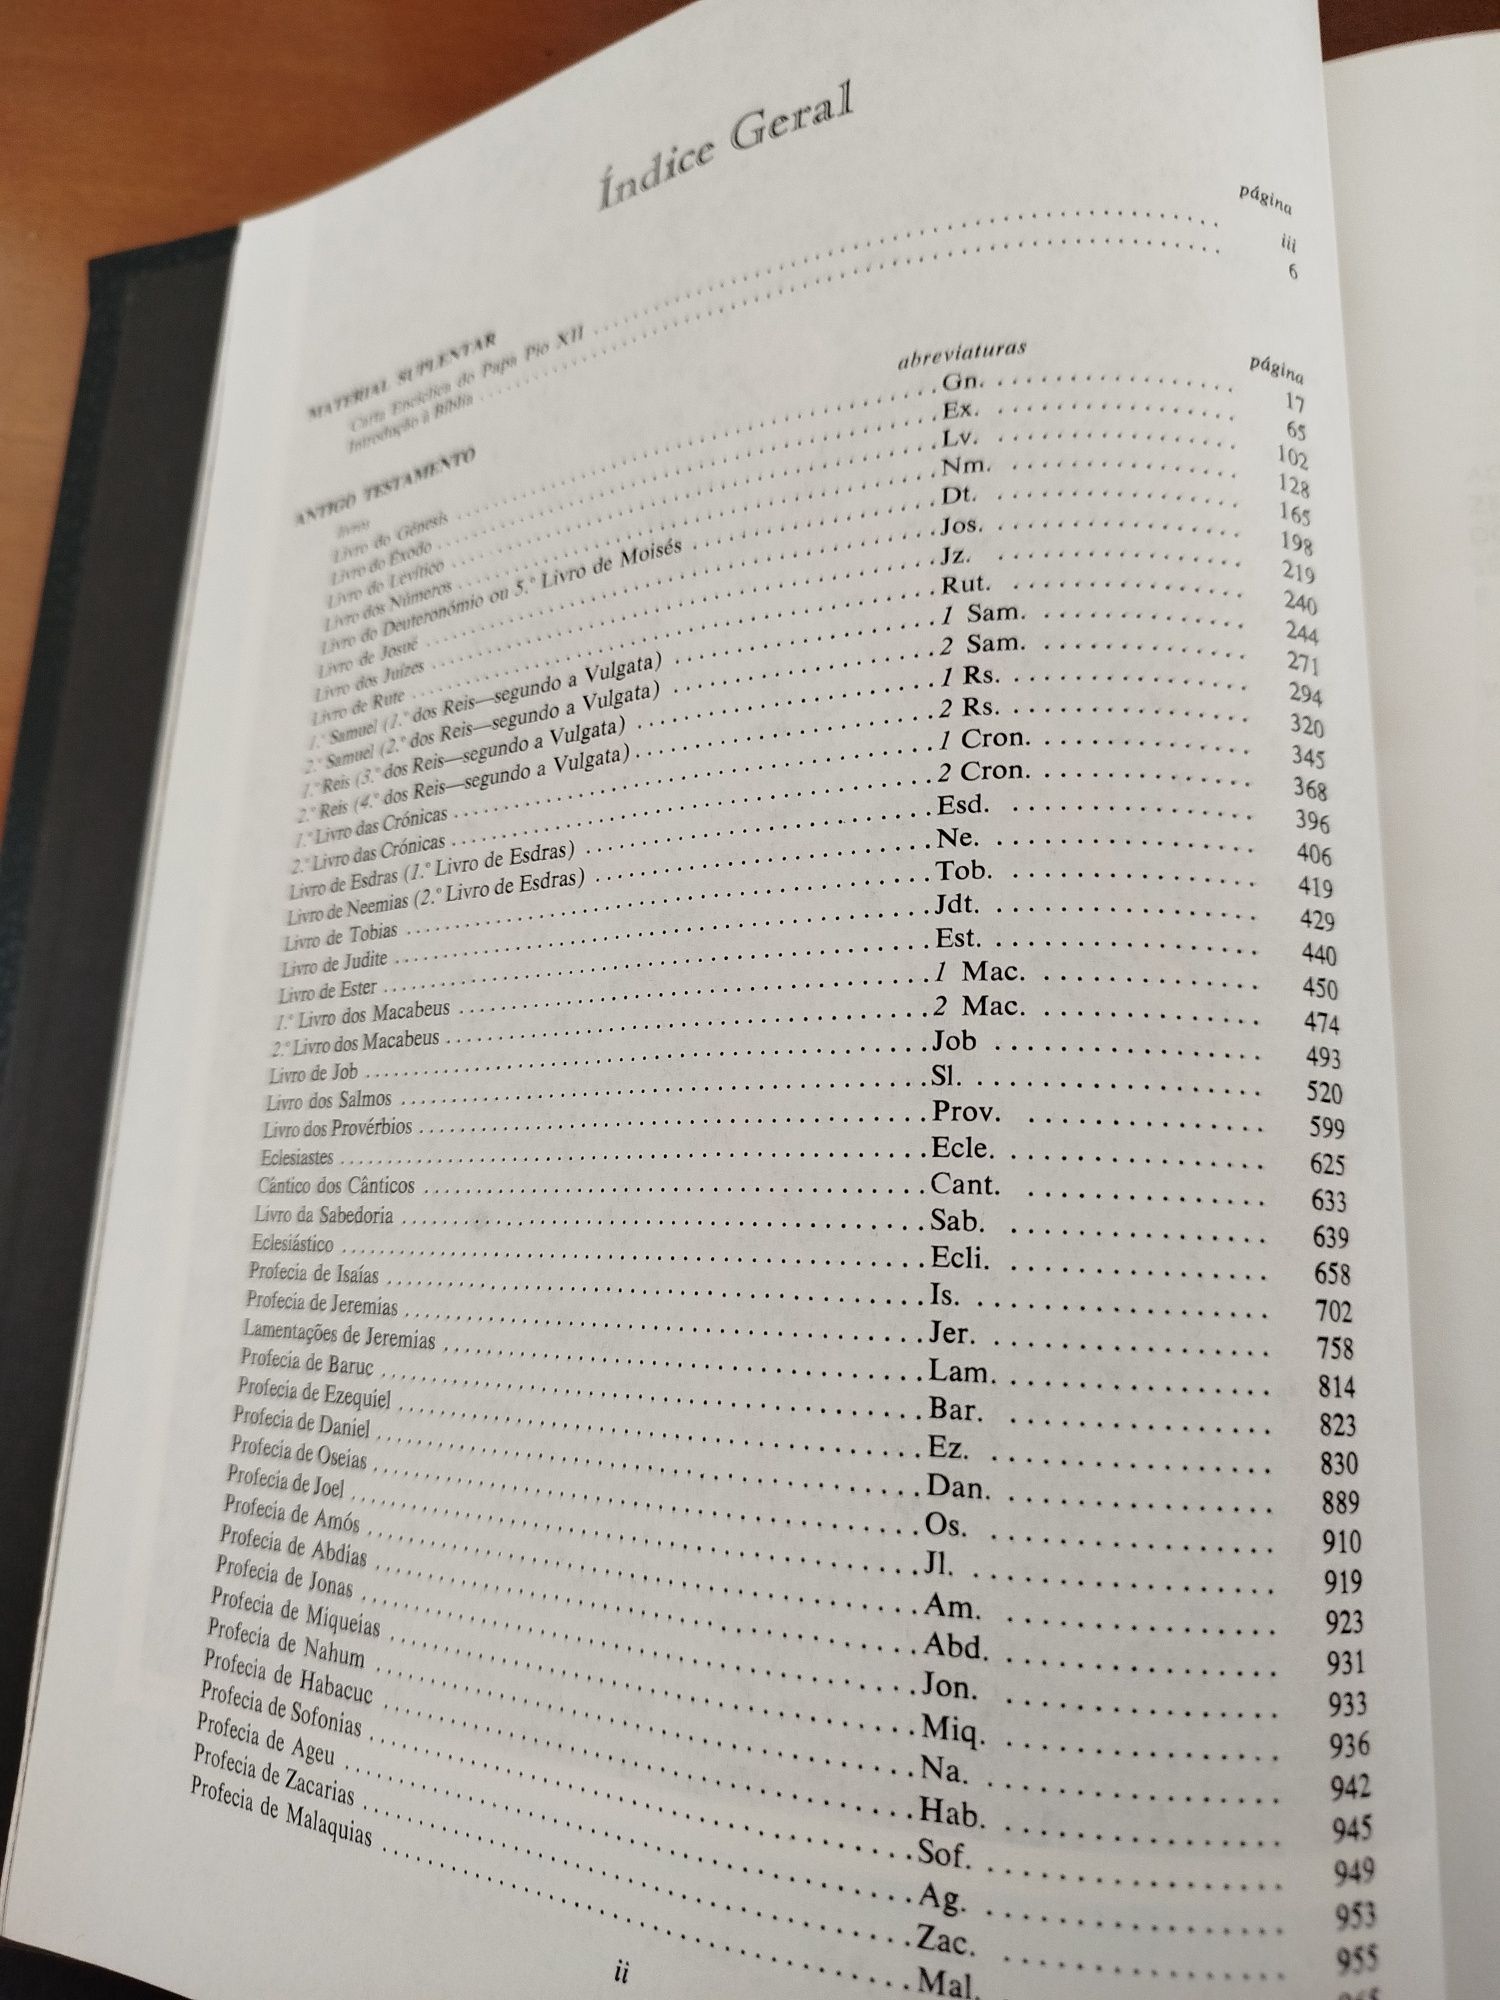 Índice Geral
página
MATERIAL SUPLENTAR
Carta Encíclica do Papa Pio XII iii
Introdução à Bíblia 6
ANTIGO TESTAMENTO
livros abreviaturas página
Livro do Génesis Gn. 17
Livro do Êxodo Ex. 65
Livro do Levítico Lv. 102
Livro dos Números Nm. 128
Livro do Deuteronómio ou 5.º Livro de Moisés Dt. 165
Livro de Josué Jos. 198
Livro dos Juízes Jz. 219
Livro de Rute Rut. 240
1.º Samuel (1.º dos Reis—segundo a Vulgata) 1 Sam. 244
2.º Samuel (2.º dos Reis—segundo a Vulgata) 2 Sam. 271
1.º Reis (3.º dos Reis—segundo a Vulgata) 1 Rs. 294
2.º Reis (4.º dos Reis—segundo a Vulgata) 2 Rs. 320
1.º Livro das Crónicas 1 Cron. 345
2.º Livro das Crónicas 2 Cron. 368
Livro de Esdras (1.º Livro de Esdras) Esd. 396
Livro de Neemias (2.º Livro de Esdras) Ne. 406
Livro de Tobias Tob. 419
Livro de Judite Jdt. 429
Livro de Ester Est. 440
1.º Livro dos Macabeus 1 Mac. 450
2.º Livro dos Macabeus 2 Mac. 474
Livro de Job Job 493
Livro dos Salmos Sl. 520
Livro dos Provérbios Prov. 599
Eclesiastes Ecle. 625
Cántico dos Cânticos Cant. 633
Livro da Sabedoria Sab. 639
Eclesiástico Ecli. 658
Profecia de Isaías Is. 702
Profecia de Jeremias Jer. 758
Lamentações de Jeremias Lam. 814
Profecia de Baruc Bar. 823
Profecia de Ezequiel Ez. 830
Profecia de Daniel Dan. 889
Profecia de Oseias Os. 910
Profecia de Joel Jl. 919
Profecia de Amós Am. 923
Profecia de Abdias Abd. 931
Profecia de Jonas Jon. 933
Profecia de Miqueias Miq. 936
Profecia de Nahum Na. 942
Profecia de Habacuc Hab. 945
Profecia de Sofonias Sof. 949
Profecia de Ageu Ag. 953
Profecia de Zacarias Zac. 955
Profecia de Malaquias Mal.
ii